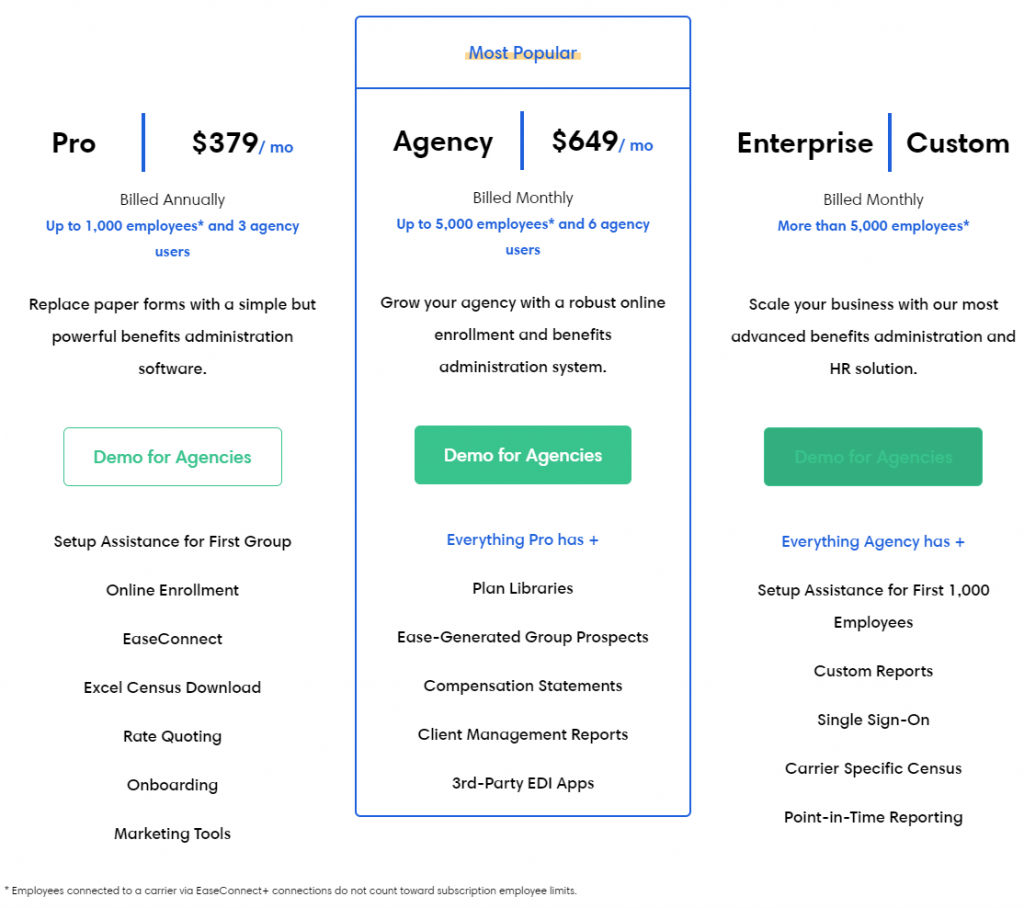 Most Popular
Pro
$379/ mo
Billed Annually
Up to 1,000 employees* and 3 agency
users
Replace paper forms with a simple but
powerful benefits administration
software.
Demo for Agencies
Setup Assistance for First Group
Online Enrollment
EaseConnect
Excel Census Download
Rate Quoting
Onboarding
Marketing Tools
Agency
$649/ mo
Billed Monthly
Up to 5,000 employees* and 6 agency
users
Grow your agency with a robust online
enrollment and benefits
administration system.
Demo for Agencies
Everything Pro has +
Plan Libraries
Ease-Generated Group Prospects
Compensation Statements
Client Management Reports
3rd-Party EDI Apps
Enterprise
Custom
Billed Monthly
More than 5,000 employees*
Scale your business with our most
advanced benefits administration and
HR solution.
Demo for Agencies
Everything Agency has +
Setup Assistance for First 1,000
Employees
Custom Reports
Single Sign-On
Carrier Specific Census
Point-in-Time Reporting
* Employees connected to a carrier via EaseConnect+ connections do not count toward subscription employee limits.